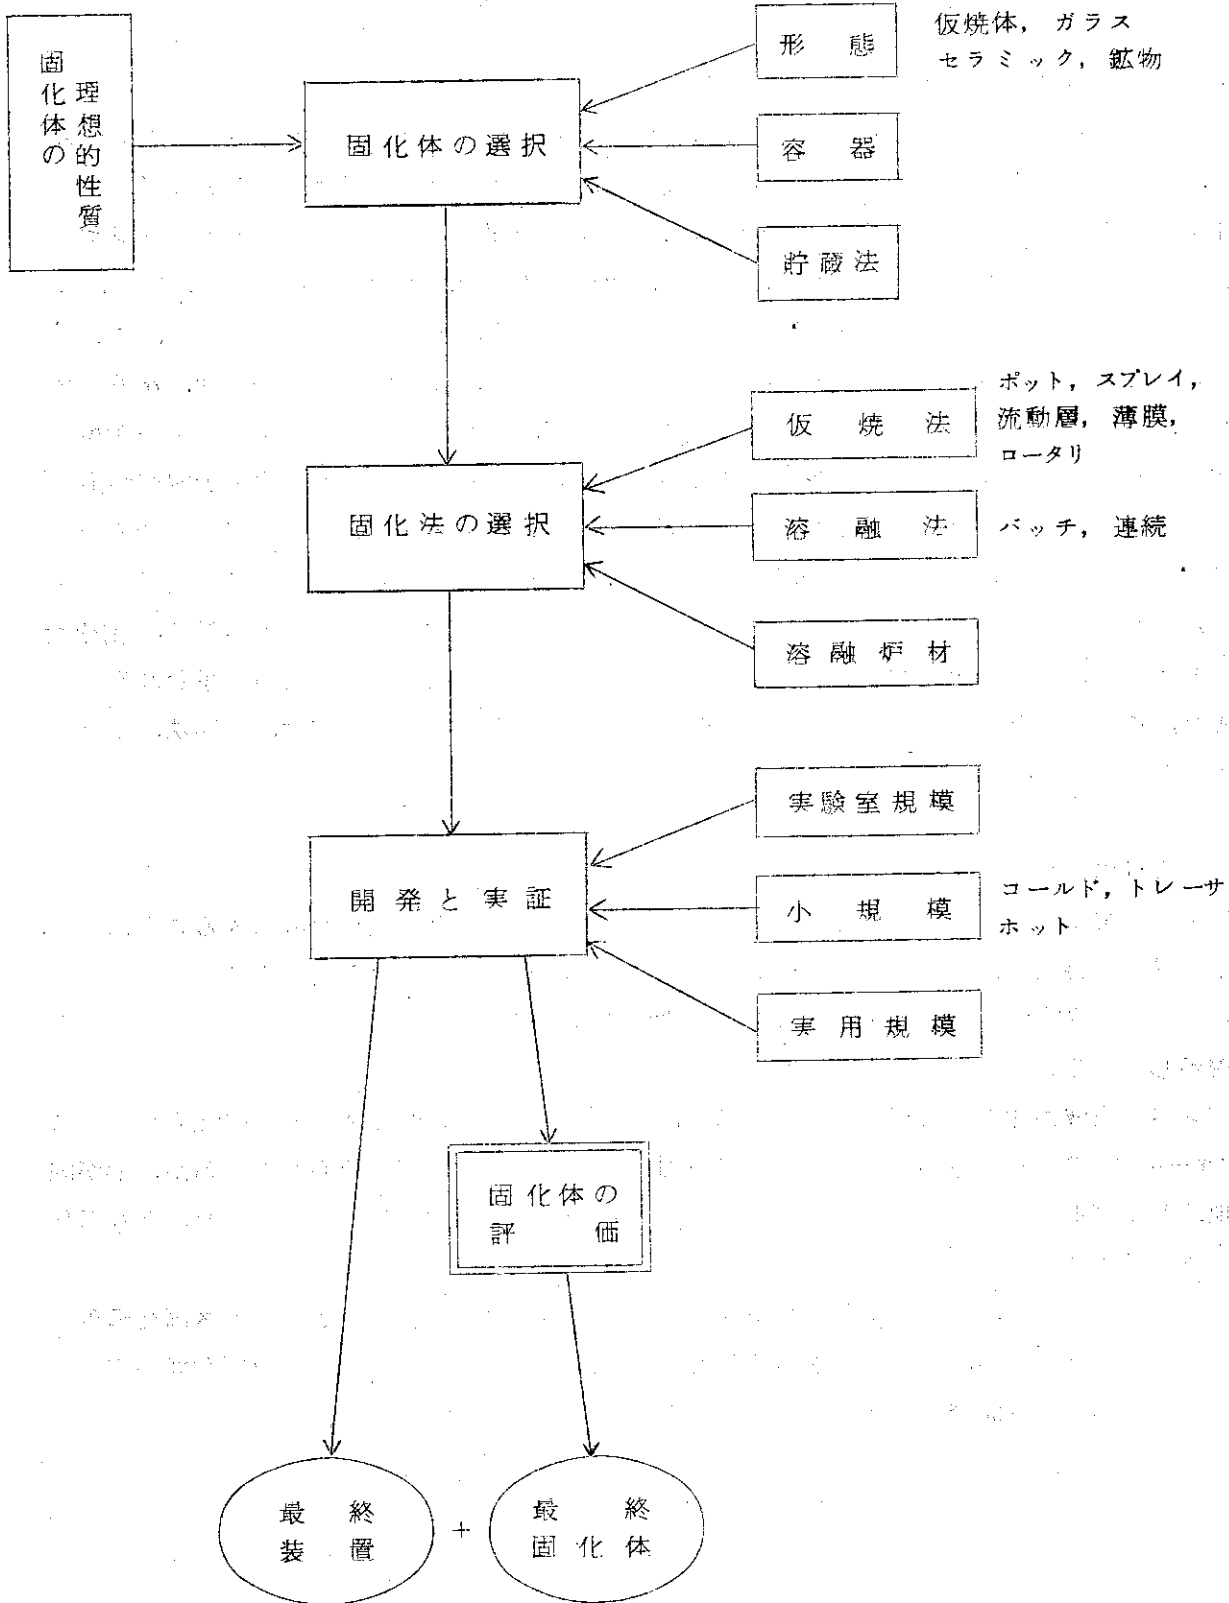 固化体の
理想的性質
固化体の選択
形態
仮焼体, ガラス
セラミック, 鉱物
容器
貯蔵法
固化法の選択
仮焼法
ポット, スプレイ,
流動層, 薄膜,
ロータリ
溶融法
バッチ, 連続
溶融炉材
開発と実証
実験室規模
小規模
コールド, トレーサ
ホット
実用規模
固化体の
評価
最終
装置
+
最終
固化体